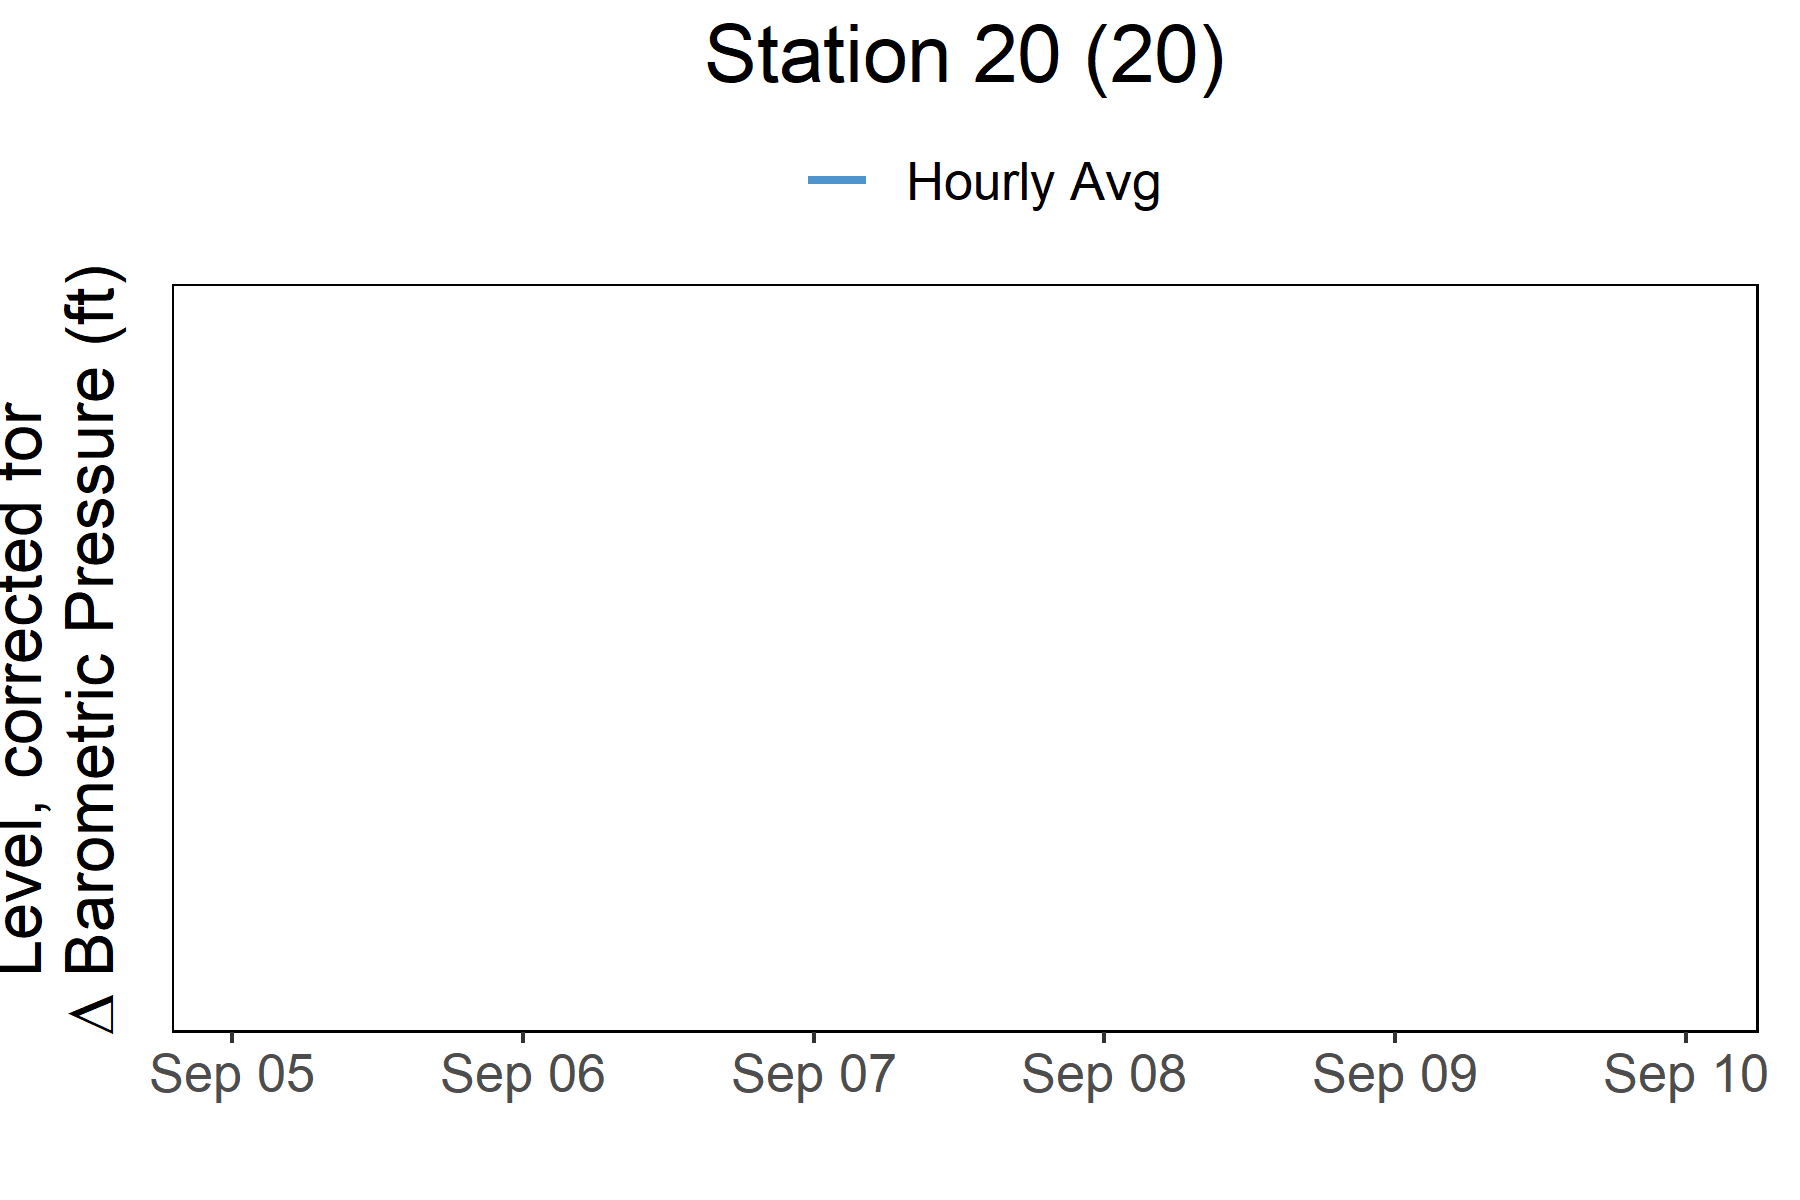 Station 20 (20)
Hourly Avg
Level, corrected for
Δ Barometric Pressure (ft)
Sep 05 Sep 06 Sep 07 Sep 08 Sep 09 Sep 10